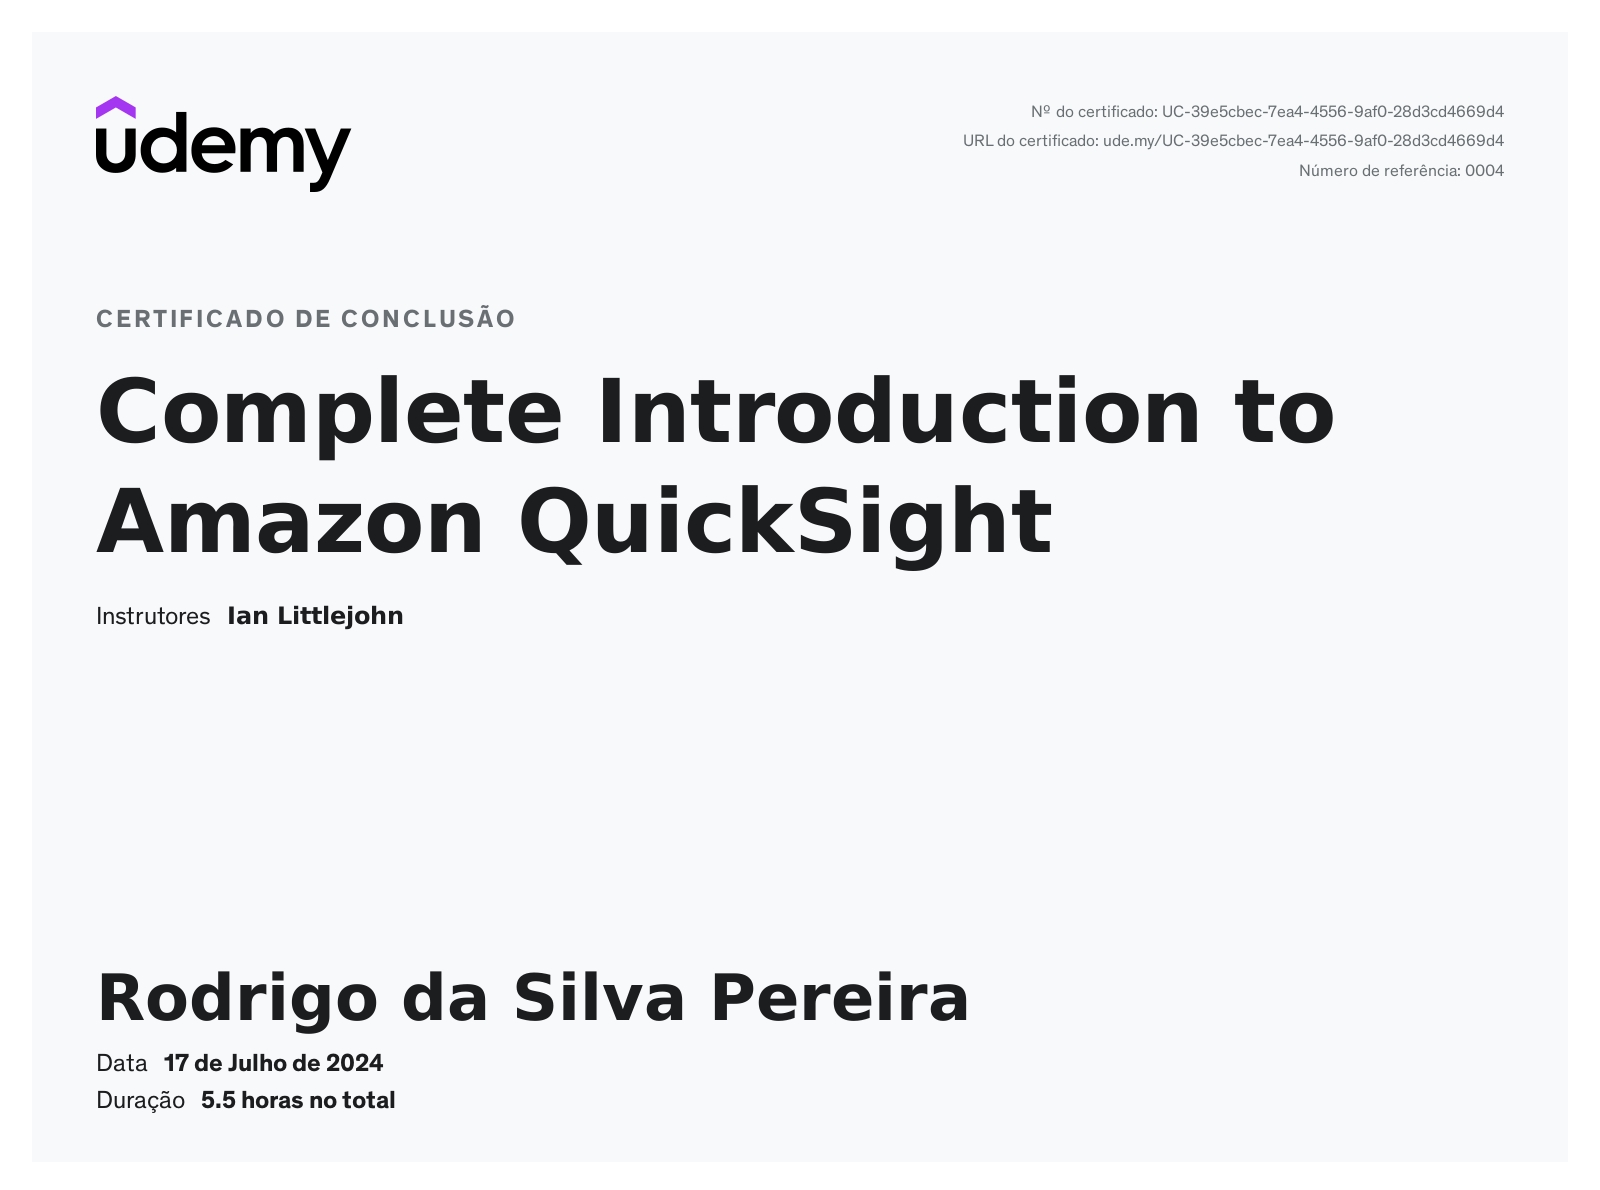 udemy
Nº do certificado: UC-39e5cbec-7ea4-4556-9af0-28d3cd4669d4
URL do certificado: ude.my/UC-39e5cbec-7ea4-4556-9af0-28d3cd4669d4
Número de referência: 0004
CERTIFICADO DE CONCLUSÃO
Complete Introduction to
Amazon QuickSight
Instrutores Ian Littlejohn
Rodrigo da Silva Pereira
Data 17 de Julho de 2024
Duração 5.5 horas no total